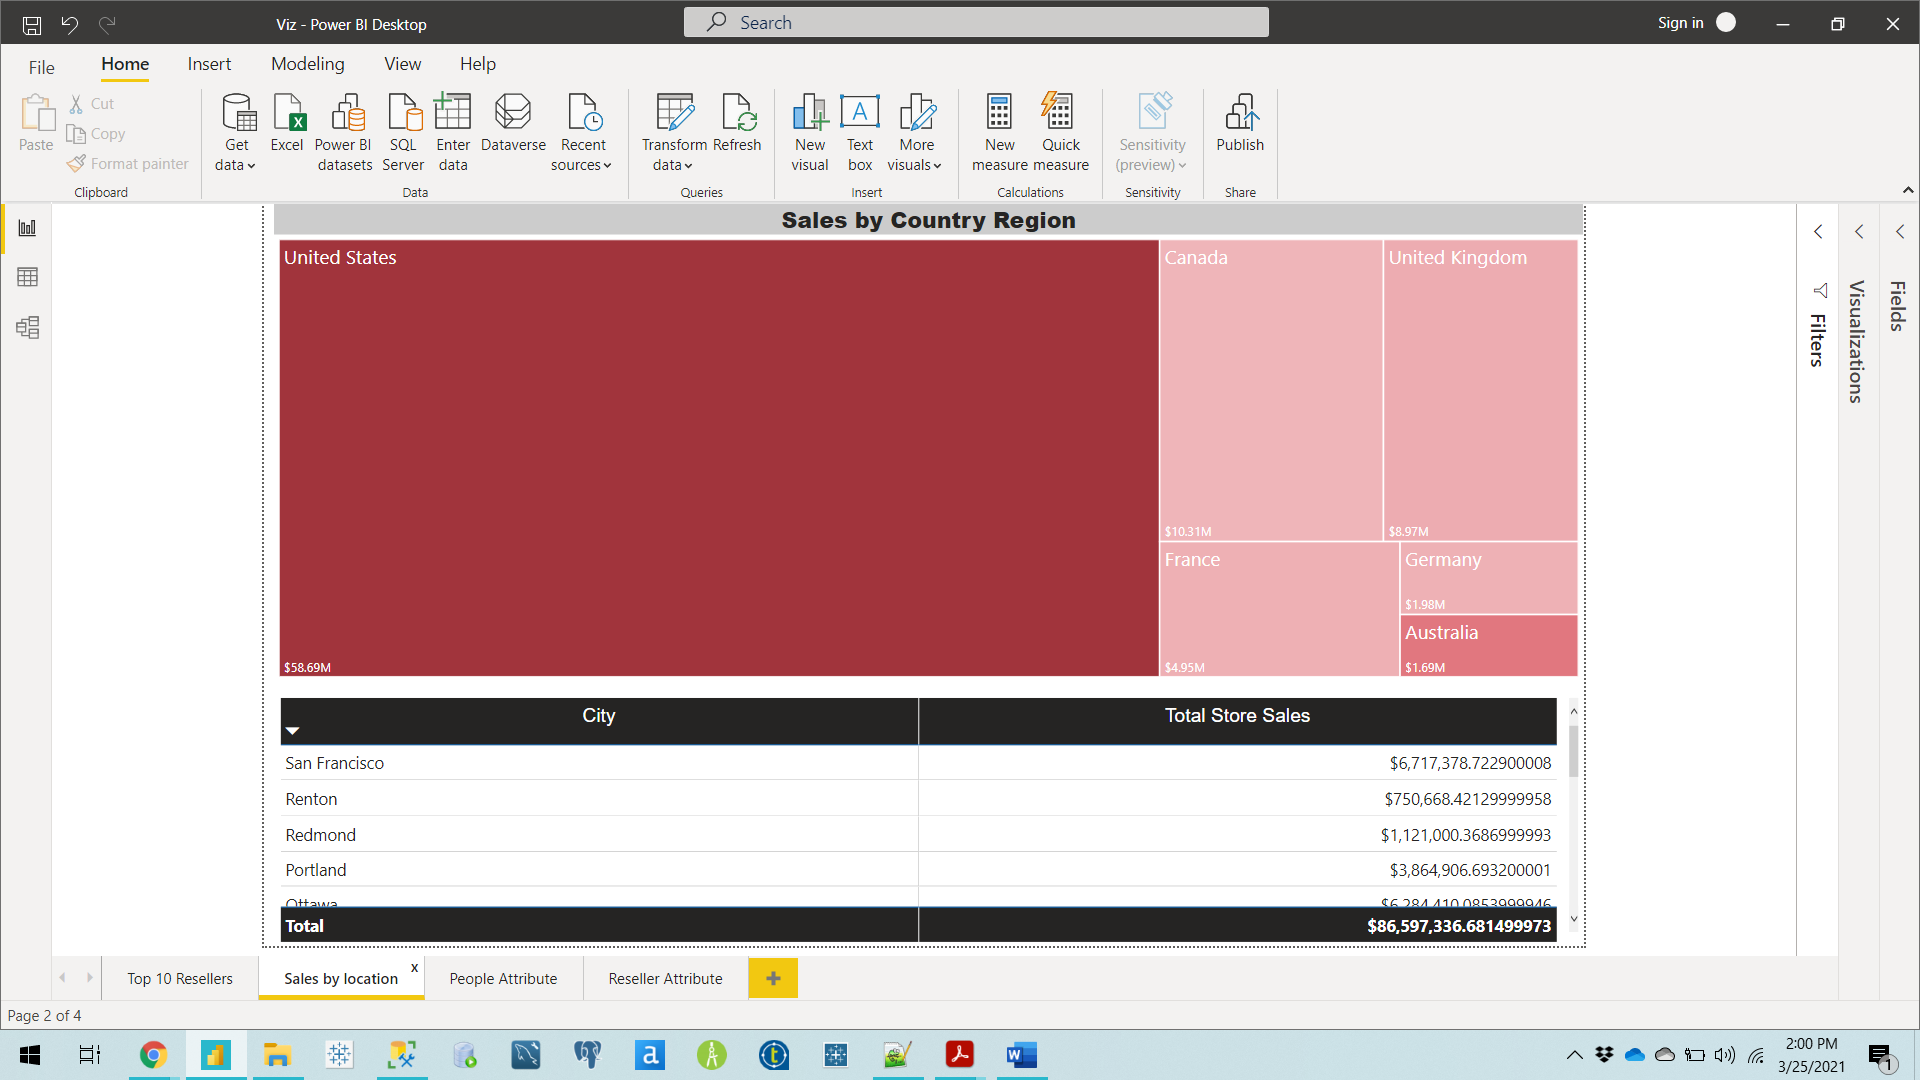 Viz - Power BI Desktop
Search
Sign in
File Home Insert Modeling View Help
Paste
Cut
Copy
Format painter
Clipboard
Get data
Excel
Power BI datasets
SQL Server
Enter data
Dataverse
Recent sources
Data
Transform data
Refresh
Queries
New visual
Text box
More visuals
Insert
New measure
Quick measure
Calculations
Sensitivity (preview)
Sensitivity
Publish
Share
Sales by Country Region
United States
$58.69M
Canada
$10.31M
United Kingdom
$8.97M
France
$4.95M
Germany
$1.98M
Australia
$1.69M
Filters
Visualizations
Fields
City Total Store Sales
San Francisco $6,717,378.722900008
Renton $750,668.42129999958
Redmond $1,121,000.3686999993
Portland $3,864,906.693200001
Ottawa $6,284,410.0853999946
Total $86,597,336.681499973
Top 10 Resellers Sales by location x People Attribute Reseller Attribute +
Page 2 of 4
2:00 PM
3/25/2021
1